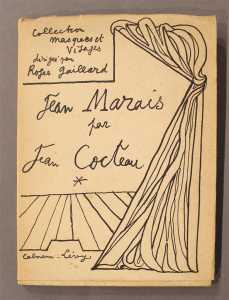 Collection
masques et
Visages
dirigée par
Roger Gaillard
Jean Marais
par
Jean Cocteau
*
Calmann-Lévy